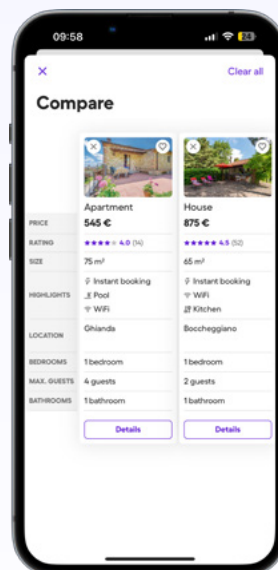 09:58
24
Clear all
Compare
Apartment House
PRICE 545 € 875 €
RATING 4.0 (14) 4.5 (52)
SIZE 75 m² 65 m²
HIGHLIGHTS Instant booking Instant booking
Pool WiFi
WiFi Kitchen
LOCATION Ghianda Boccheggiano
BEDROOMS 1 bedroom 1 bedroom
MAX. GUESTS 4 guests 2 guests
BATHROOMS 1 bathroom 1 bathroom
Details Details